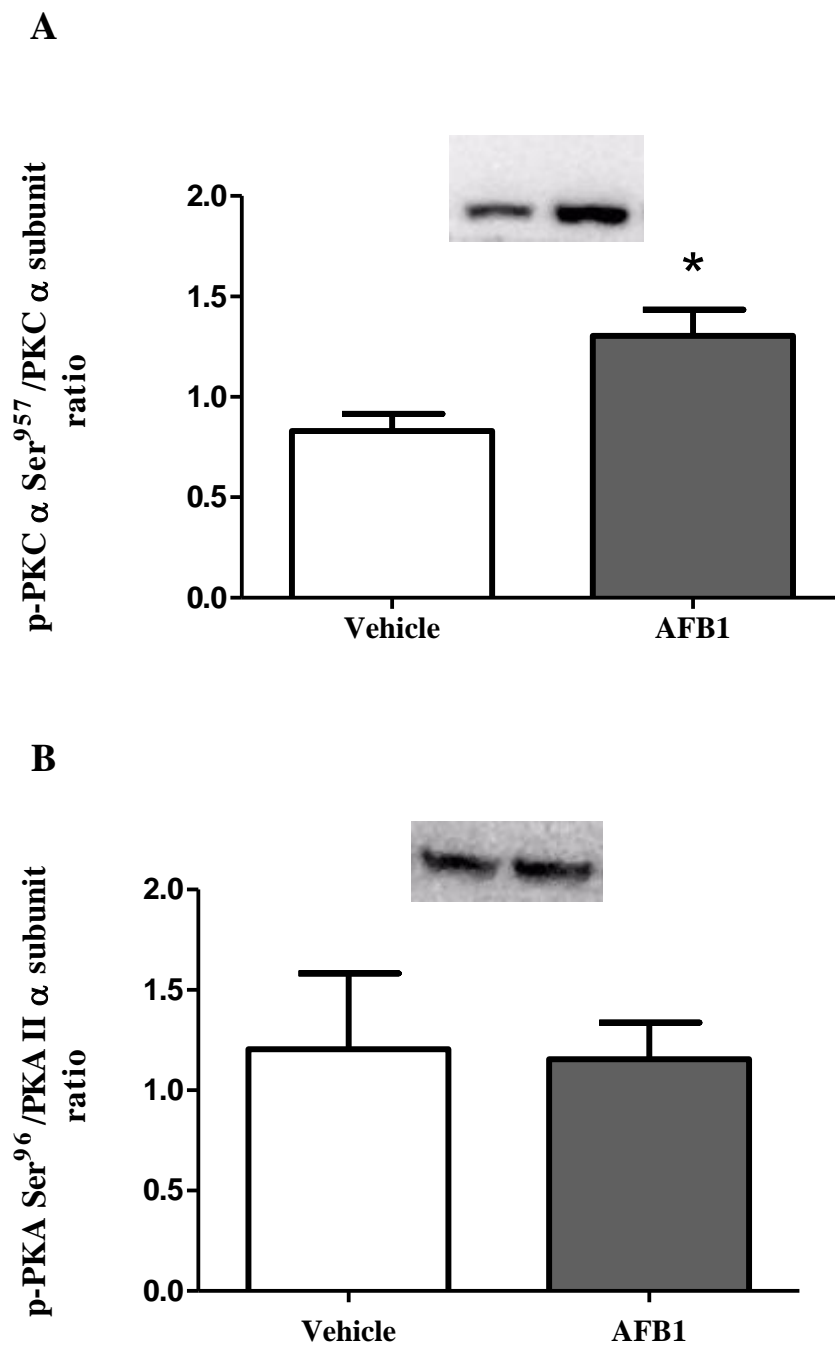 A
p-PKC α Ser⁹⁵⁷ /PKC α subunit
ratio
2.0
1.5
1.0
0.5
0.0
*
Vehicle AFB1
B
p-PKA Ser⁹⁶ /PKA II α subunit
ratio
2.0
1.5
1.0
0.5
0.0
Vehicle AFB1